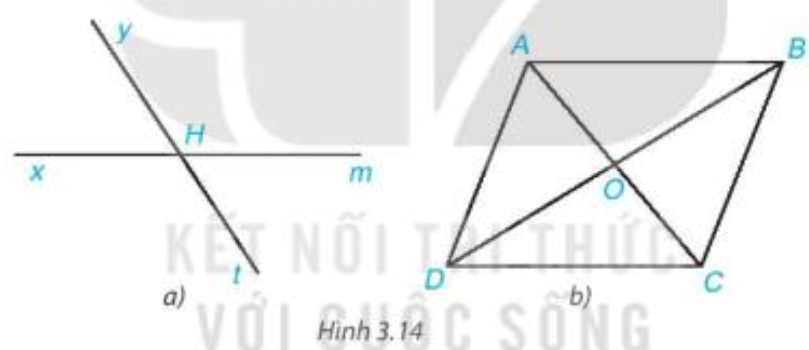 y
H
x
m
t
a)
A
B
O
D
C
b)
Hình 3.14
KẾT NỐI TRI THỨC
VỚI CUỘC SỐNG